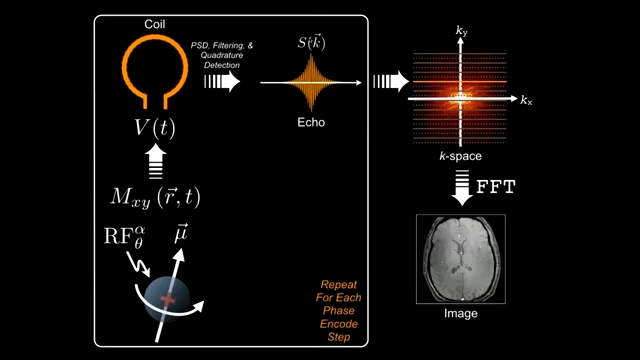 Coil
PSD, Filtering, &
Quadrature
Detection
S(k⃗)
Echo
V(t)
M_xy (r⃗, t)
RF_θ^α
μ⃗
Repeat
For Each
Phase
Encode
Step
k_y
k_x
k-space
FFT
Image